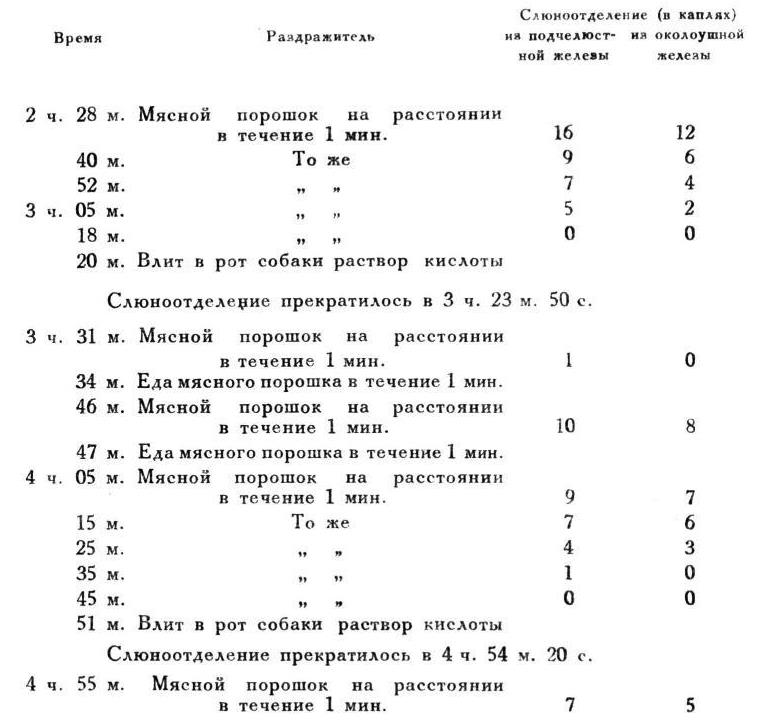 Слюноотделение (в каплях)
Время Раздражитель из подчелюст- из околоушной
ной железы железы
2 ч. 28 м. Мясной порошок на расстоянии
в течение 1 мин. 16 12
40 м. То же 9 6
52 м. „ „ 7 4
3 ч. 05 м. „ „ 5 2
18 м. „ „ 0 0
20 м. Влит в рот собаки раствор кислоты
Слюноотделение прекратилось в 3 ч. 23 м. 50 с.
3 ч. 31 м. Мясной порошок на расстоянии
в течение 1 мин. 1 0
34 м. Еда мясного порошка в течение 1 мин.
46 м. Мясной порошок на расстоянии
в течение 1 мин. 10 8
47 м. Еда мясного порошка в течение 1 мин.
4 ч. 05 м. Мясной порошок на расстоянии
в течение 1 мин. 9 7
15 м. То же 7 6
25 м. „ „ 4 3
35 м. „ „ 1 0
45 м. „ „ 0 0
51 м. Влит в рот собаки раствор кислоты
Слюноотделение прекратилось в 4 ч. 54 м. 20 с.
4 ч. 55 м. Мясной порошок на расстоянии
в течение 1 мин. 7 5